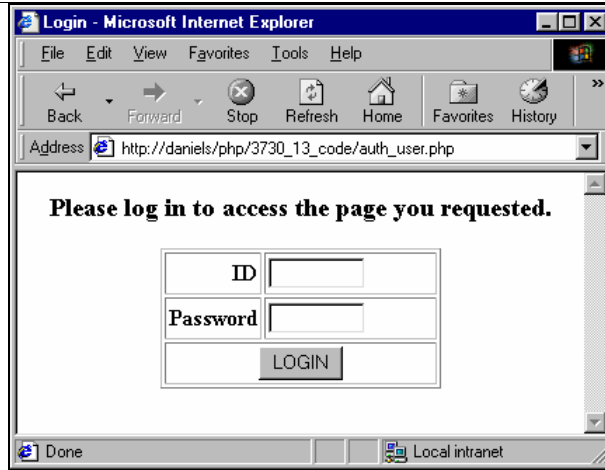 Login - Microsoft Internet Explorer
File Edit View Favorites Tools Help
Back Forward Stop Refresh Home Favorites History »
Address http://daniels/php/3730_13_code/auth_user.php
Please log in to access the page you requested.
ID
Password
LOGIN
Done Local intranet